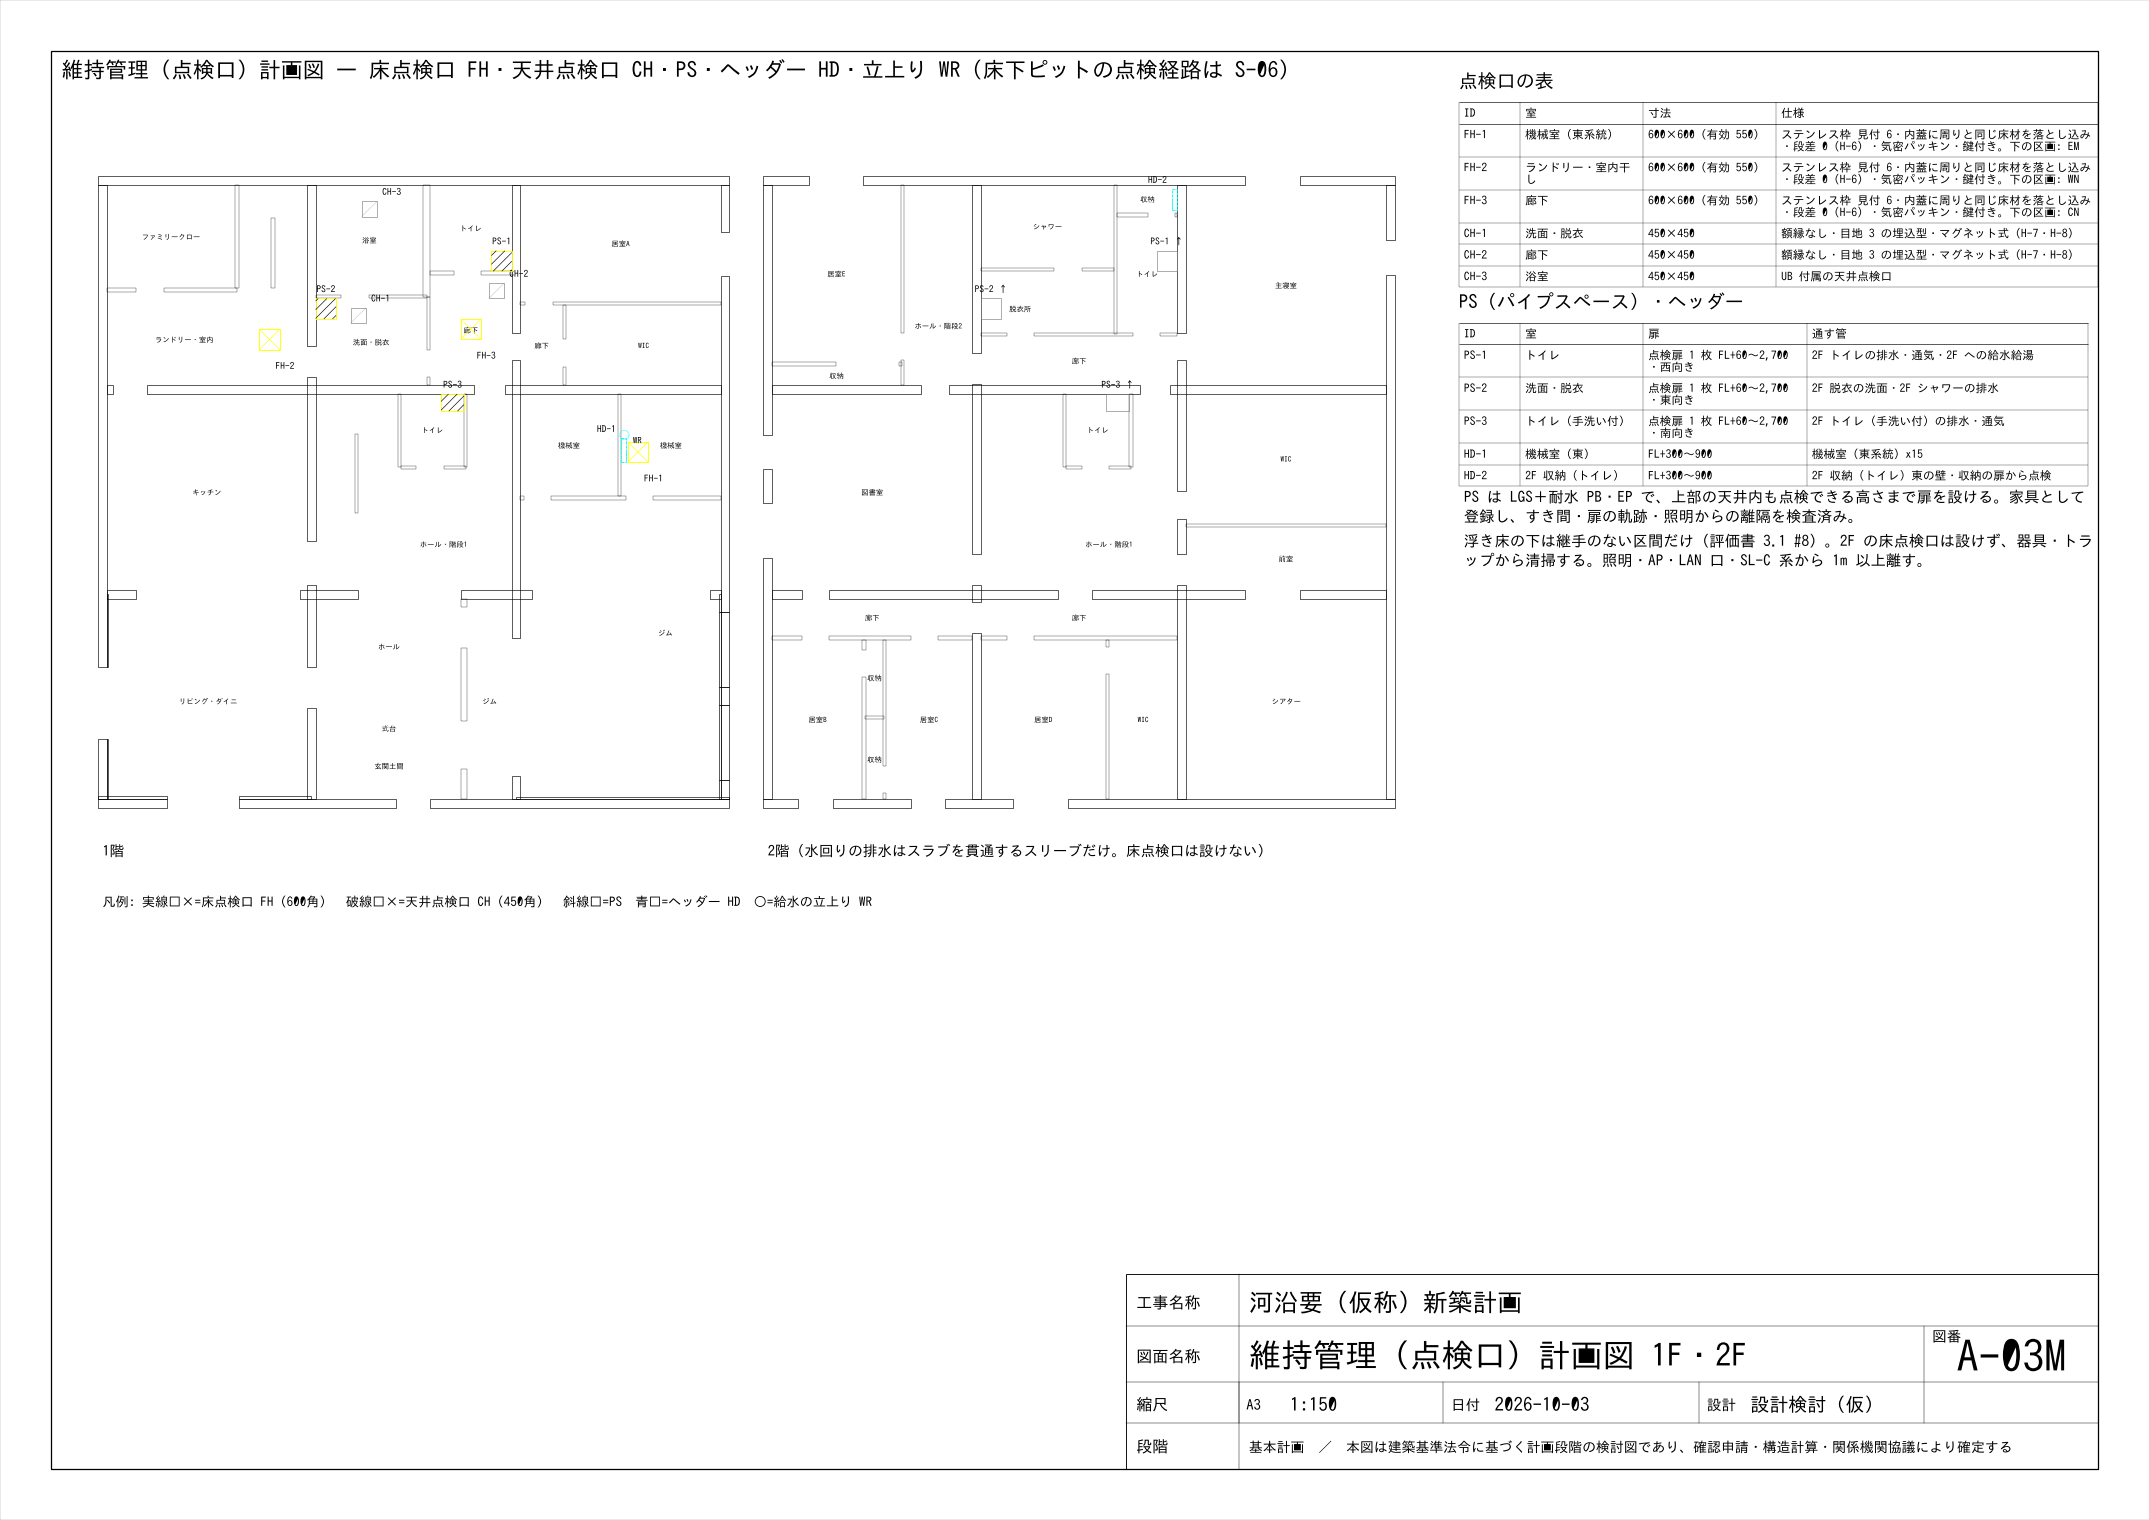 維持管理（点検口）計画図 － 床点検口 FH・天井点検口 CH・PS・ヘッダー HD・立上り WR（床下ピットの点検経路は S-06）
CH-3
ファミリークロー
浴室
トイレ
PS-1
居室A
CH-2
PS-2
CH-1
ランドリー・室内
洗面・脱衣
廊下
FH-3
廊下
WIC
FH-2
PS-3
トイレ
HD-1
WR
機械室
機械室
FH-1
キッチン
ホール・階段1
ホール
ジム
リビング・ダイニ
ジム
式台
玄関土間
1階
HD-2
収納
シャワー
PS-1 ↑
居室E
トイレ
PS-2 ↑
主寝室
脱衣所
ホール・階段2
廊下
収納
PS-3 ↑
トイレ
WIC
図書室
ホール・階段1
前室
廊下
廊下
収納
シアター
居室B
居室C
居室D
WIC
収納
2階（水回りの排水はスラブを貫通するスリーブだけ。床点検口は設けない）
凡例: 実線口×=床点検口 FH（600角） 破線口×=天井点検口 CH（450角） 斜線口=PS 青口=ヘッダー HD ○=給水の立上り WR
点検口の表
ID 室 寸法 仕様
FH-1 機械室（東系統） 600×600（有効 550） ステンレス枠 見付 6・内蓋に周りと同じ床材を落とし込み
・段差 0（H-6）・気密パッキン・鍵付き。下の区画: EM
FH-2 ランドリー・室内干
し 600×600（有効 550） ステンレス枠 見付 6・内蓋に周りと同じ床材を落とし込み
・段差 0（H-6）・気密パッキン・鍵付き。下の区画: WN
FH-3 廊下 600×600（有効 550） ステンレス枠 見付 6・内蓋に周りと同じ床材を落とし込み
・段差 0（H-6）・気密パッキン・鍵付き。下の区画: CN
CH-1 洗面・脱衣 450×450 額縁なし・目地 3 の埋込型・マグネット式（H-7・H-8）
CH-2 廊下 450×450 額縁なし・目地 3 の埋込型・マグネット式（H-7・H-8）
CH-3 浴室 450×450 UB 付属の天井点検口
PS（パイプスペース）・ヘッダー
ID 室 扉 通す管
PS-1 トイレ 点検扉 1 枚 FL+60～2,700
・西向き 2F トイレの排水・通気・2F への給水給湯
PS-2 洗面・脱衣 点検扉 1 枚 FL+60～2,700
・東向き 2F 脱衣の洗面・2F シャワーの排水
PS-3 トイレ（手洗い付） 点検扉 1 枚 FL+60～2,700
・南向き 2F トイレ（手洗い付）の排水・通気
HD-1 機械室（東） FL+300～900 機械室（東系統）x15
HD-2 2F 収納（トイレ） FL+300～900 2F 収納（トイレ）東の壁・収納の扉から点検
PS は LGS＋耐水 PB・EP で、上部の天井内も点検できる高さまで扉を設ける。家具として
登録し、すき間・扉の軌跡・照明からの離隔を検査済み。
浮き床の下は継手のない区間だけ（評価書 3.1 #8）。2F の床点検口は設けず、器具・トラ
ップから清掃する。照明・AP・LAN 口・SL-C 系から 1m 以上離す。
工事名称 河沿要（仮称）新築計画
図面名称 維持管理（点検口）計画図 1F・2F 図番 A-03M
縮尺 A3 1:150 日付 2026-10-03 設計 設計検討（仮）
段階 基本計画 ／ 本図は建築基準法令に基づく計画段階の検討図であり、確認申請・構造計算・関係機関協議により確定する